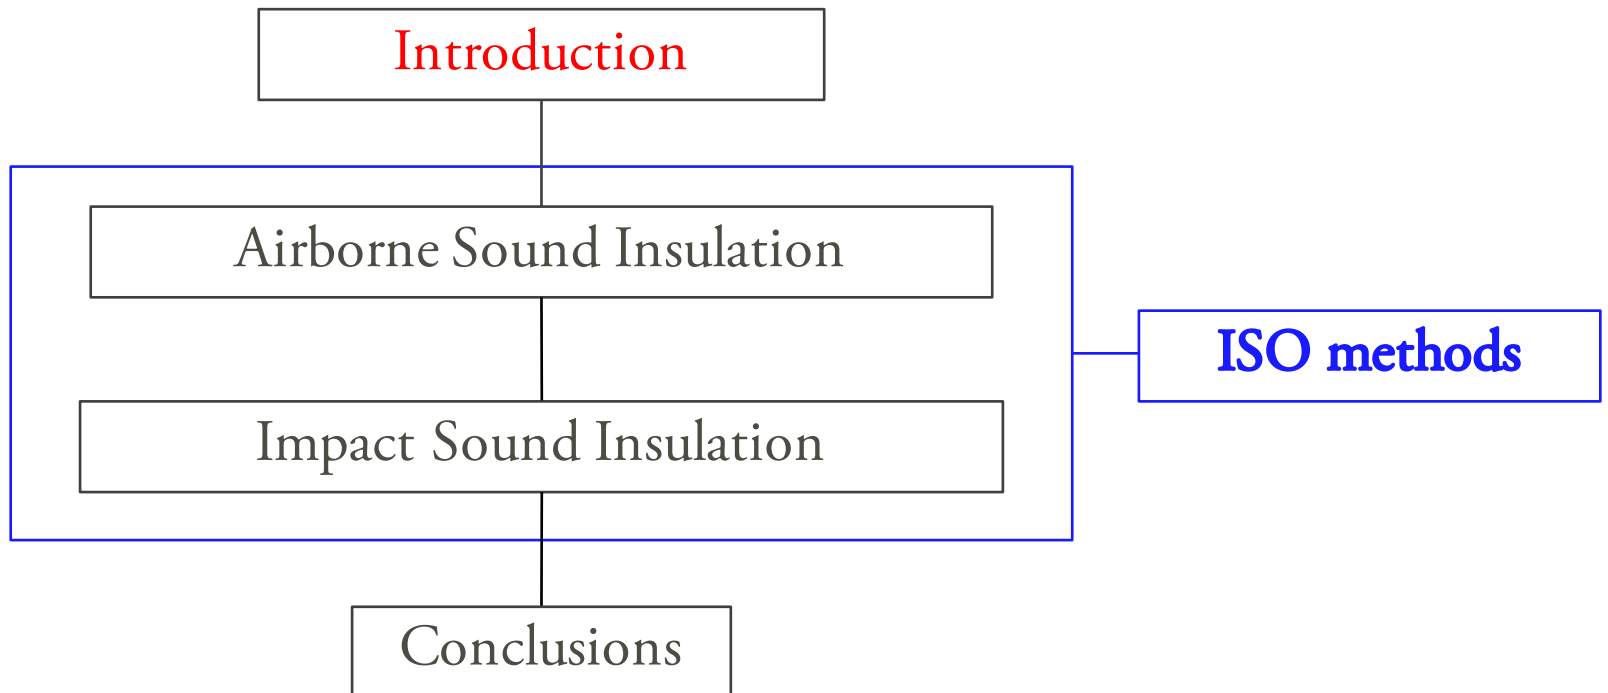 Introduction
Airborne Sound Insulation
ISO methods
Impact Sound Insulation
Conclusions